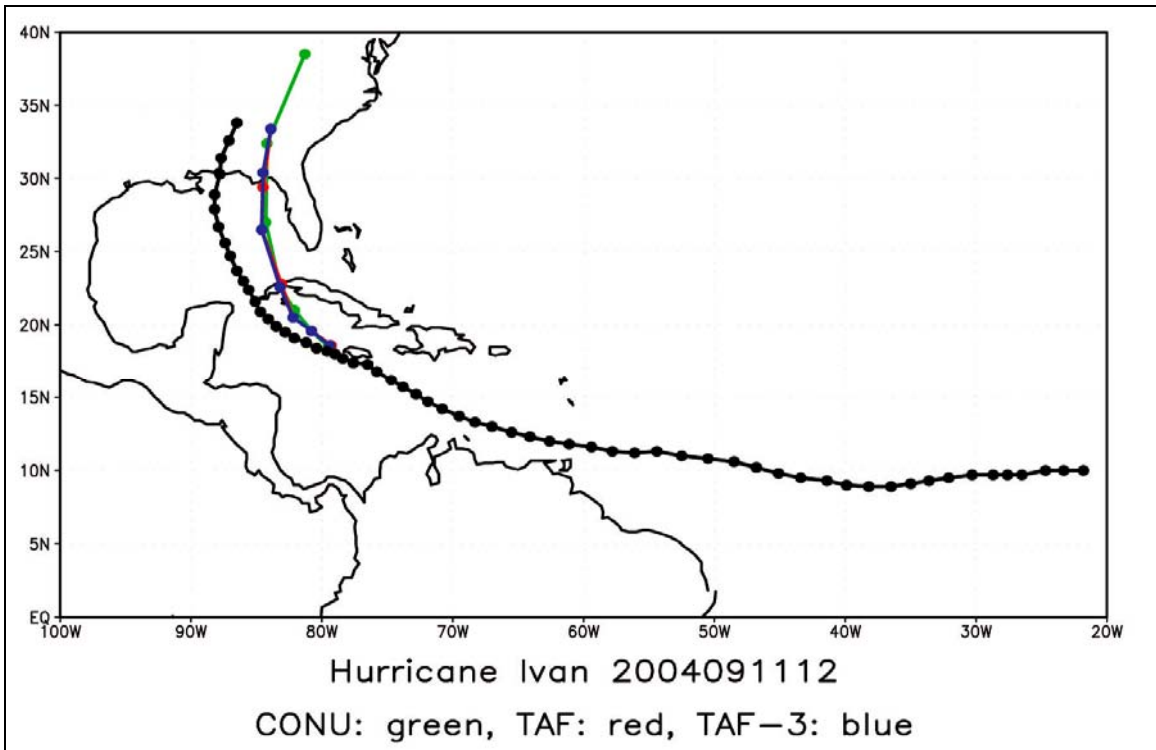 40N
35N
30N
25N
20N
15N
10N
5N
EQ
100W 90W 80W 70W 60W 50W 40W 30W 20W
Hurricane Ivan 2004091112
CONU: green, TAF: red, TAF-3: blue